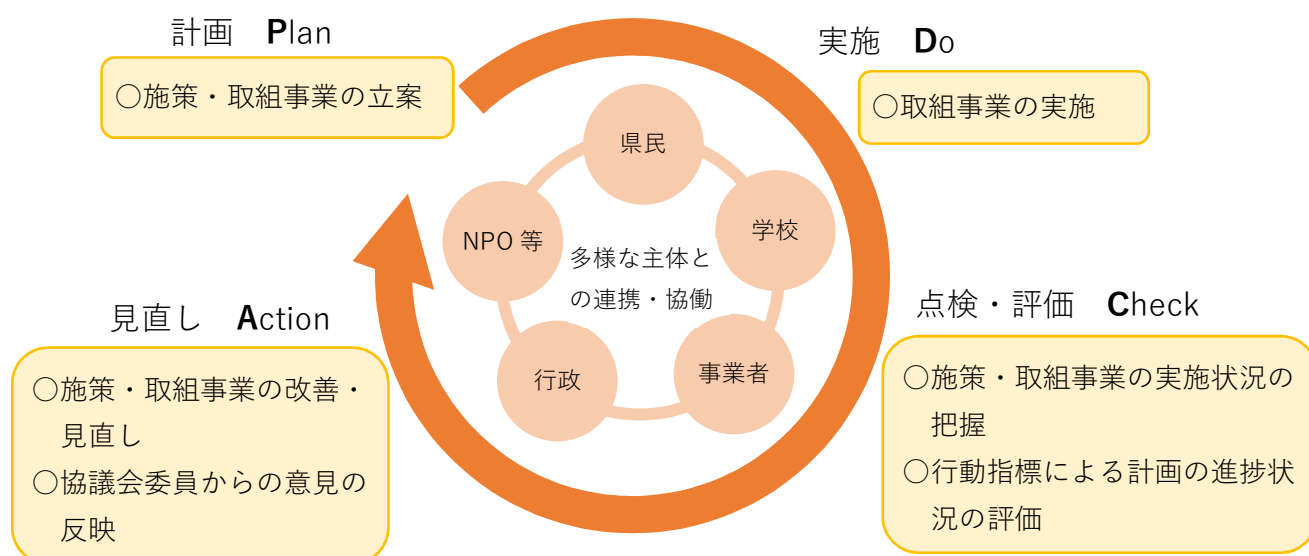 計画　Plan
○施策・取組事業の立案
実施　Do
○取組事業の実施
県民
学校
NPO 等
多様な主体と
の連携・協働
行政
事業者
見直し　Action
○施策・取組事業の改善・
見直し
○協議会委員からの意見の
反映
点検・評価　Check
○施策・取組事業の実施状況の
把握
○行動指標による計画の進捗状
況の評価